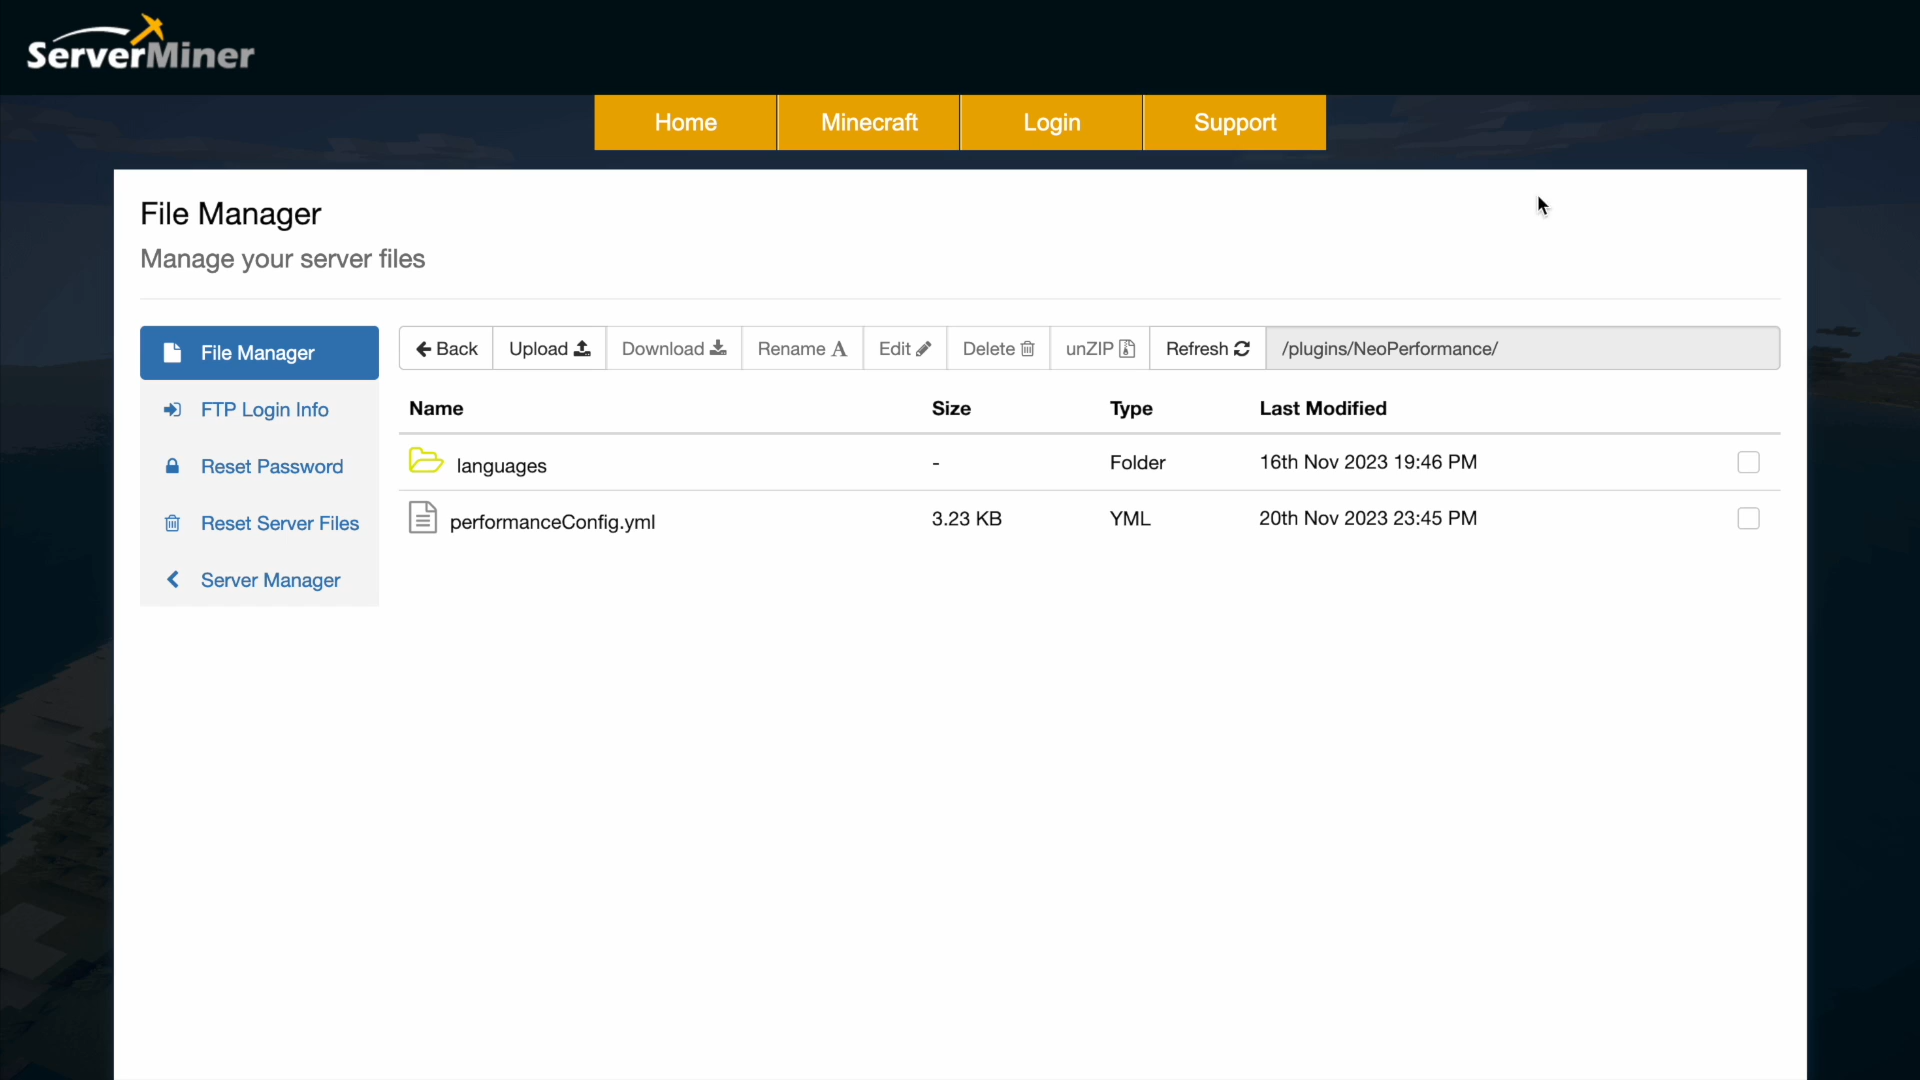 ServerMiner
Home Minecraft Login Support
File Manager
Manage your server files
File Manager
FTP Login Info
Reset Password
Reset Server Files
Server Manager
Back Upload Download Rename Edit Delete unZIP Refresh /plugins/NeoPerformance/
Name Size Type Last Modified
languages - Folder 16th Nov 2023 19:46 PM
performanceConfig.yml 3.23 KB YML 20th Nov 2023 23:45 PM